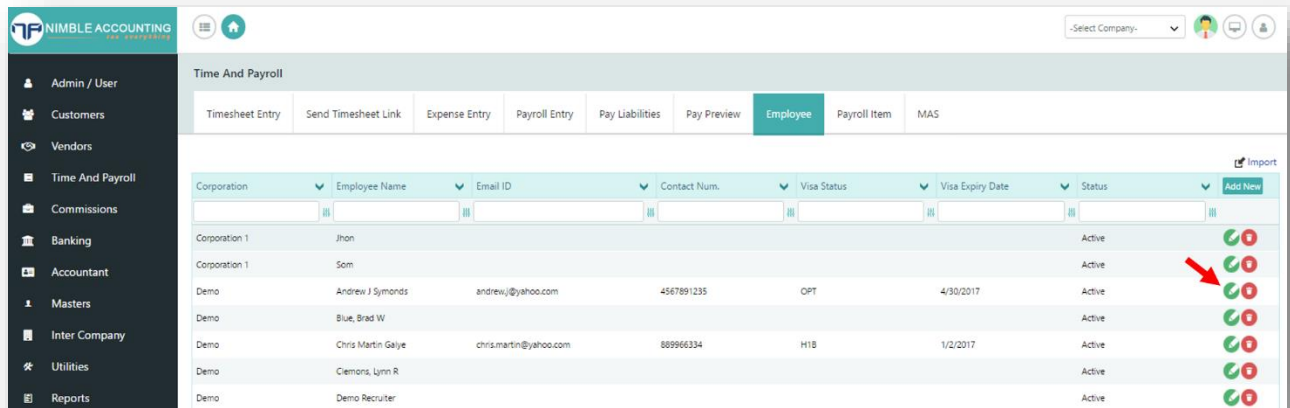 NIMBLE ACCOUNTING
see everything
-Select Company-
Admin / User
Customers
Vendors
Time And Payroll
Commissions
Banking
Accountant
Masters
Inter Company
Utilities
Reports
Time And Payroll
Timesheet Entry Send Timesheet Link Expense Entry Payroll Entry Pay Liabilities Pay Preview Employee Payroll Item MAS
Import
Corporation Employee Name Email ID Contact Num. Visa Status Visa Expiry Date Status Add New
Corporation 1 Jhon Active
Corporation 1 Som Active
Demo Andrew J Symonds andrew.j@yahoo.com 4567891235 OPT 4/30/2017 Active
Demo Blue, Brad W Active
Demo Chris Martin Galye chris.martin@yahoo.com 889966334 H1B 1/2/2017 Active
Demo Clemons, Lynn R Active
Demo Demo Recruiter Active